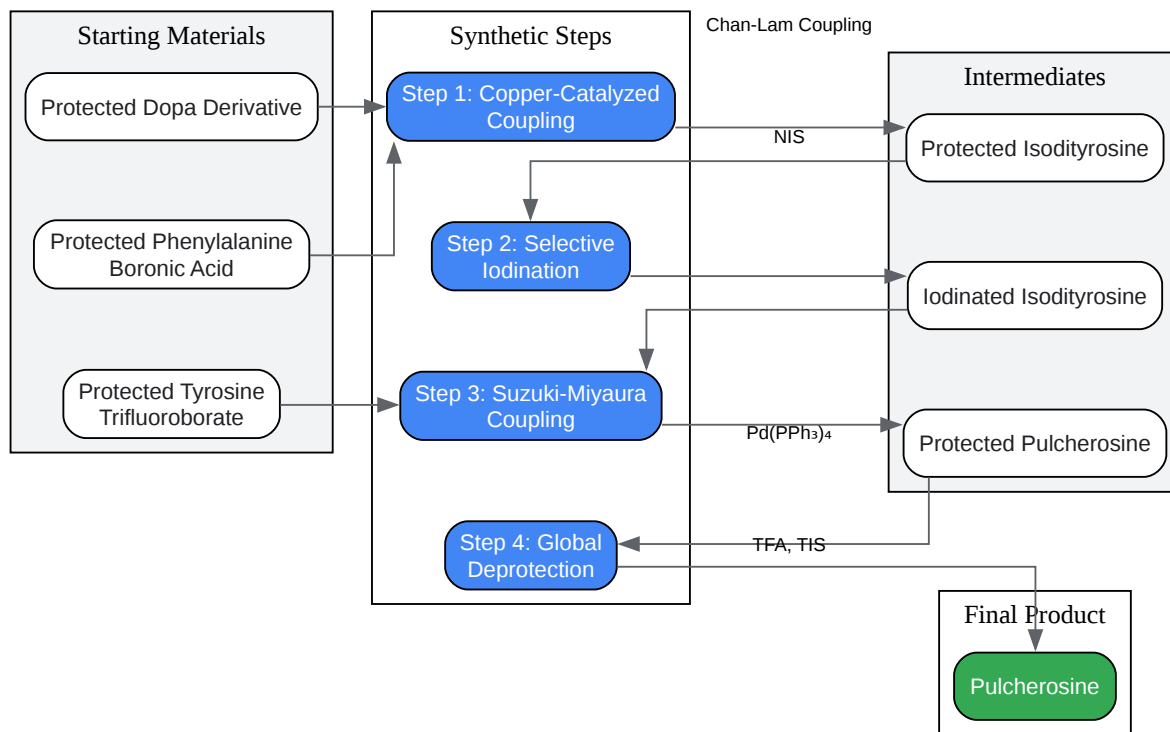 Starting Materials
Protected Dopa Derivative
Protected Phenylalanine
Boronic Acid
Protected Tyrosine
Trifluoroborate
Synthetic Steps
Step 1: Copper-Catalyzed
Coupling
Step 2: Selective
Iodination
Step 3: Suzuki-Miyaura
Coupling
Step 4: Global
Deprotection
Chan-Lam Coupling
NIS
Pd(PPh₃)₄
TFA, TIS
Intermediates
Protected Isodityrosine
Iodinated Isodityrosine
Protected Pulcherosine
Final Product
Pulcherosine